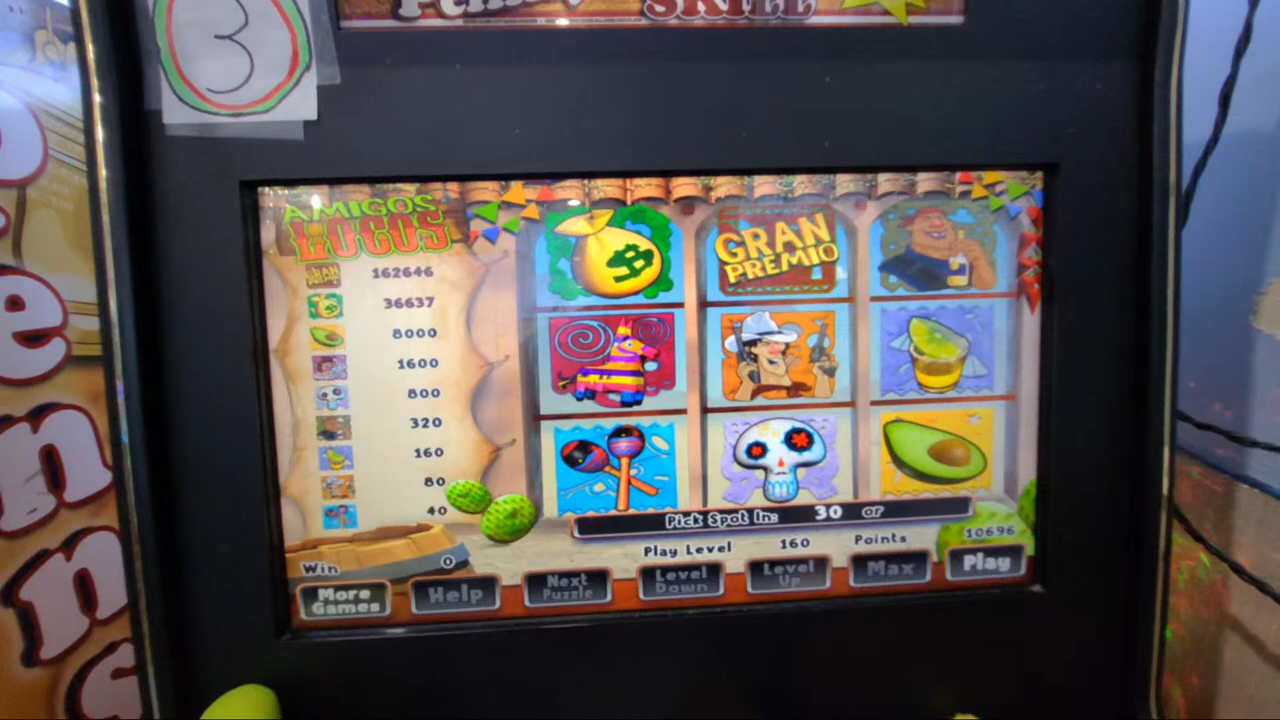 3
SKILL
AMIGOS
LOCOS
GRAN
PREMIO
162646
36637
8000
1600
800
320
160
80
40
GRAN
PREMIO
Pick Spot In: 30 or
Play Level 160 Points 10696
Win 0
More
Games
Help
Next
Puzzle
Level
Down
Level
Up
Max
Play